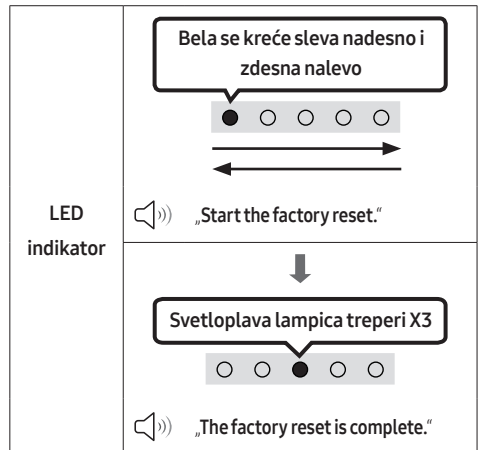 Bela se kreće sleva nadesno i
zdesna nalevo
LED
indikator
„Start the factory reset.“
Svetloplava lampica treperi X3
„The factory reset is complete.“